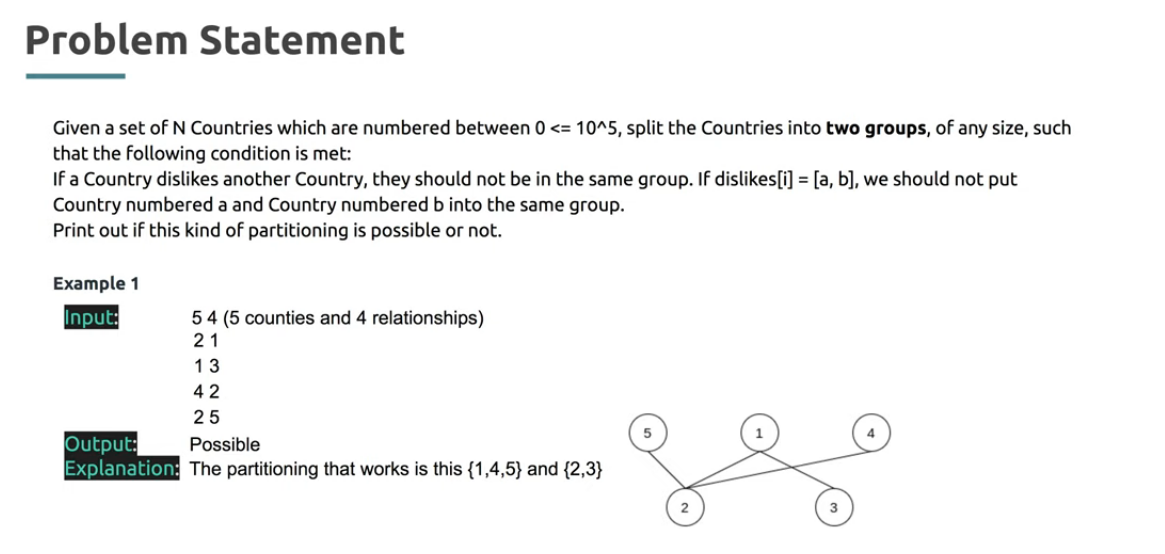 Problem Statement
Given a set of N Countries which are numbered between 0 <= 10^5, split the Countries into two groups, of any size, such
that the following condition is met:
If a Country dislikes another Country, they should not be in the same group. If dislikes[i] = [a, b], we should not put
Country numbered a and Country numbered b into the same group.
Print out if this kind of partitioning is possible or not.
Example 1
Input: 5 4 (5 counties and 4 relationships)
2 1
1 3
4 2
2 5
Output: Possible
Explanation: The partitioning that works is this {1,4,5} and {2,3}
5 1 4
2 3